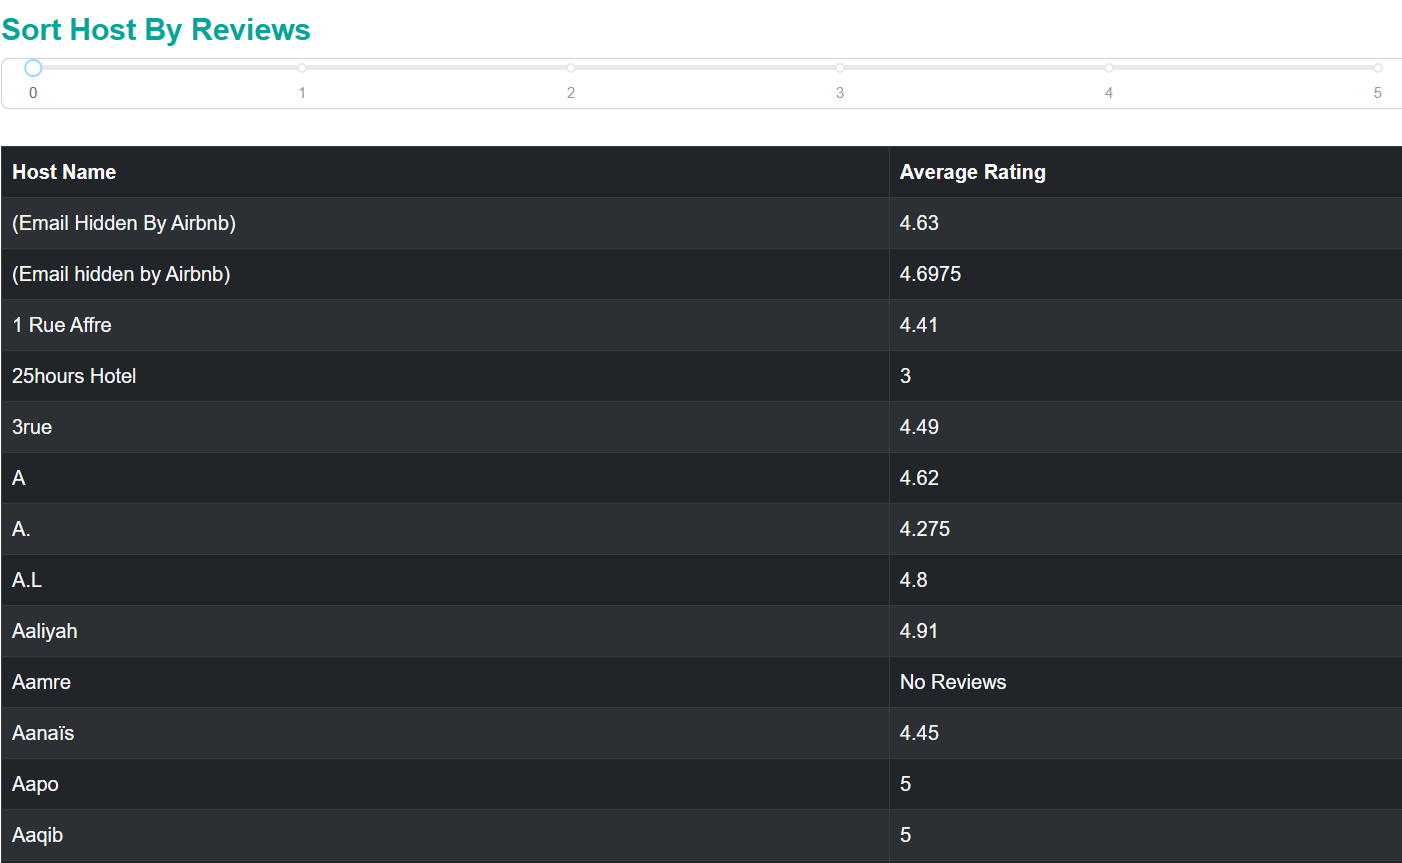 Sort Host By Reviews
0 1 2 3 4 5
Host Name Average Rating
(Email Hidden By Airbnb) 4.63
(Email hidden by Airbnb) 4.6975
1 Rue Affre 4.41
25hours Hotel 3
3rue 4.49
A 4.62
A. 4.275
A.L 4.8
Aaliyah 4.91
Aamre No Reviews
Aanaïs 4.45
Aapo 5
Aaqib 5